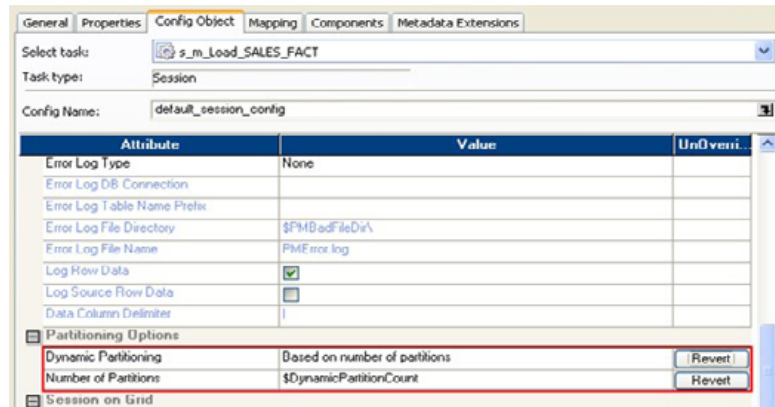 General Properties Config Object Mapping Components Metadata Extensions
Select task: s_m_Load_SALES_FACT
Task type: Session
Config Name: default_session_config
Attribute Value UnOverri...
Error Log Type None
Error Log DB Connection
Error Log Table Name Prefix
Error Log File Directory $PMBadFileDir\
Error Log File Name PMError.log
Log Row Data
Log Source Row Data
Data Column Delimiter |
Partitioning Options
Dynamic Partitioning Based on number of partitions Revert
Number of Partitions $DynamicPartitionCount Revert
Session on Grid